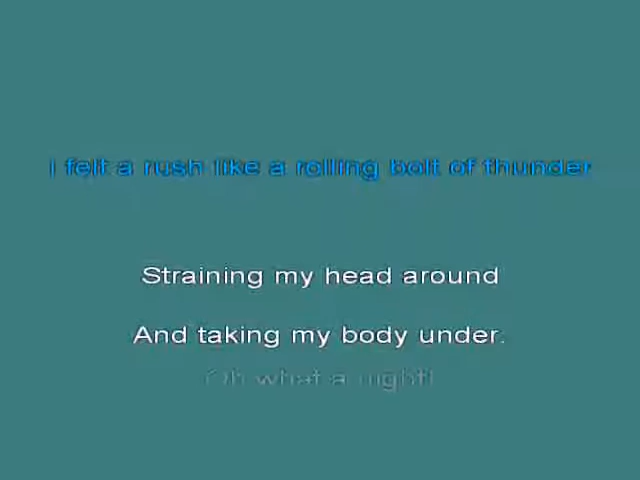 I felt a rush like a rolling bolt of thunder
Straining my head around
And taking my body under.
Oh what a night!